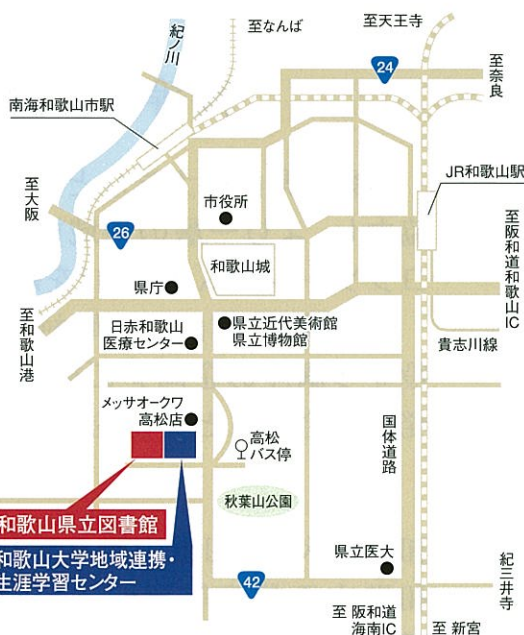 紀ノ川
至なんば
至天王寺
24
至奈良
南海和歌山市駅
JR和歌山駅
至大阪
市役所
26
和歌山城
至阪和道和歌山IC
県庁
至和歌山港
日赤和歌山
医療センター
県立近代美術館
県立博物館
貴志川線
メッサオークワ
高松店
高松
バス停
国体道路
秋葉山公園
和歌山県立図書館
和歌山大学地域連携・
生涯学習センター
県立医大
42
紀三井寺
至 阪和道
海南IC
至 新宮